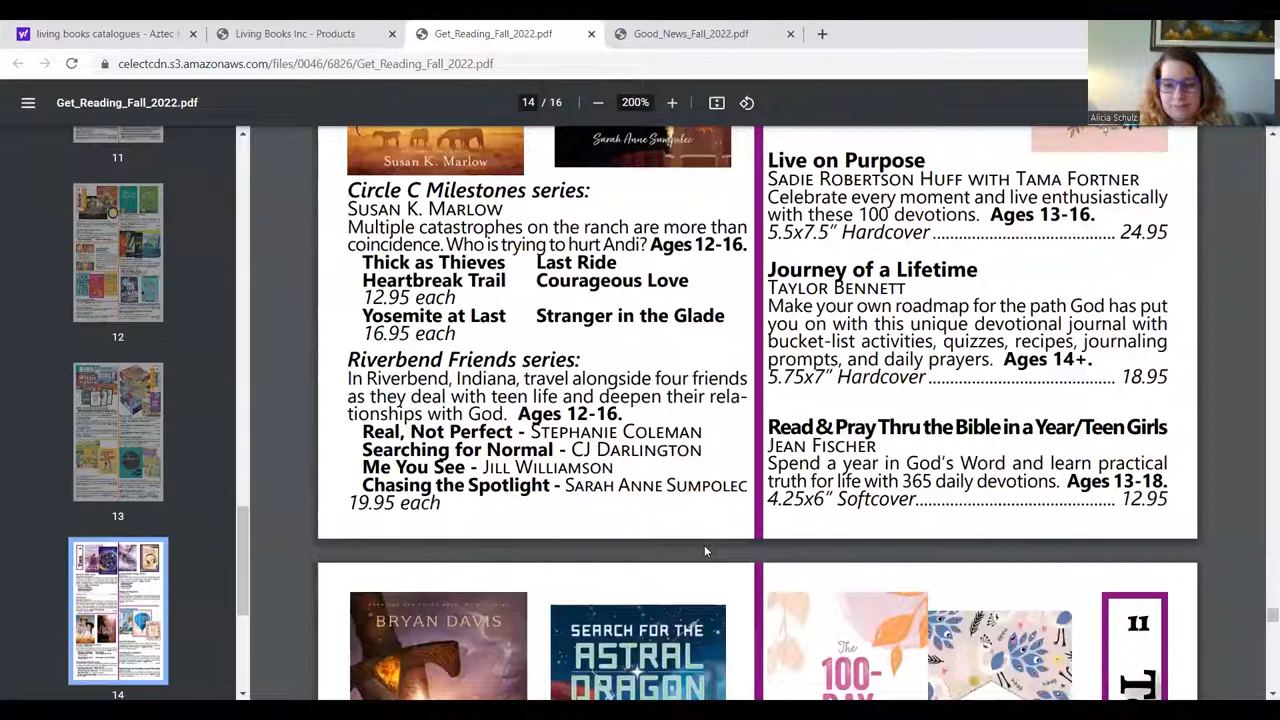 living books catalogues - Aztec
Living Books Inc - Products
Get_Reading_Fall_2022.pdf
Good_News_Fall_2022.pdf
celectcdn.s3.amazonaws.com/files/0046/6826/Get_Reading_Fall_2022.pdf
Get_Reading_Fall_2022.pdf
14 / 16
200%
Alicia Schulz
11
12
13
14
Susan K. Marlow
Sarah Anne Sumpolec
Circle C Milestones series:
SUSAN K. MARLOW
Multiple catastrophes on the ranch are more than
coincidence. Who is trying to hurt Andi? Ages 12-16.
Thick as Thieves Last Ride
Heartbreak Trail Courageous Love
12.95 each
Yosemite at Last Stranger in the Glade
16.95 each
Riverbend Friends series:
In Riverbend, Indiana, travel alongside four friends
as they deal with teen life and deepen their rela-
tionships with God. Ages 12-16.
Real, Not Perfect - STEPHANIE COLEMAN
Searching for Normal - CJ DARLINGTON
Me You See - JILL WILLIAMSON
Chasing the Spotlight - SARAH ANNE SUMPOLEC
19.95 each
Live on Purpose
SADIE ROBERTSON HUFF WITH TAMA FORTNER
Celebrate every moment and live enthusiastically
with these 100 devotions. Ages 13-16.
5.5x7.5" Hardcover ................................ 24.95
Journey of a Lifetime
TAYLOR BENNETT
Make your own roadmap for the path God has put
you on with this unique devotional journal with
bucket-list activities, quizzes, recipes, journaling
prompts, and daily prayers. Ages 14+.
5.75x7" Hardcover ................................ 18.95
Read & Pray Thru the Bible in a Year/Teen Girls
JEAN FISCHER
Spend a year in God's Word and learn practical
truth for life with 365 daily devotions. Ages 13-18.
4.25x6" Softcover.................................. 12.95
BRYAN DAVIS
SEARCH FOR THE
ASTRAL
DRAGON
The
100-
DAY
11